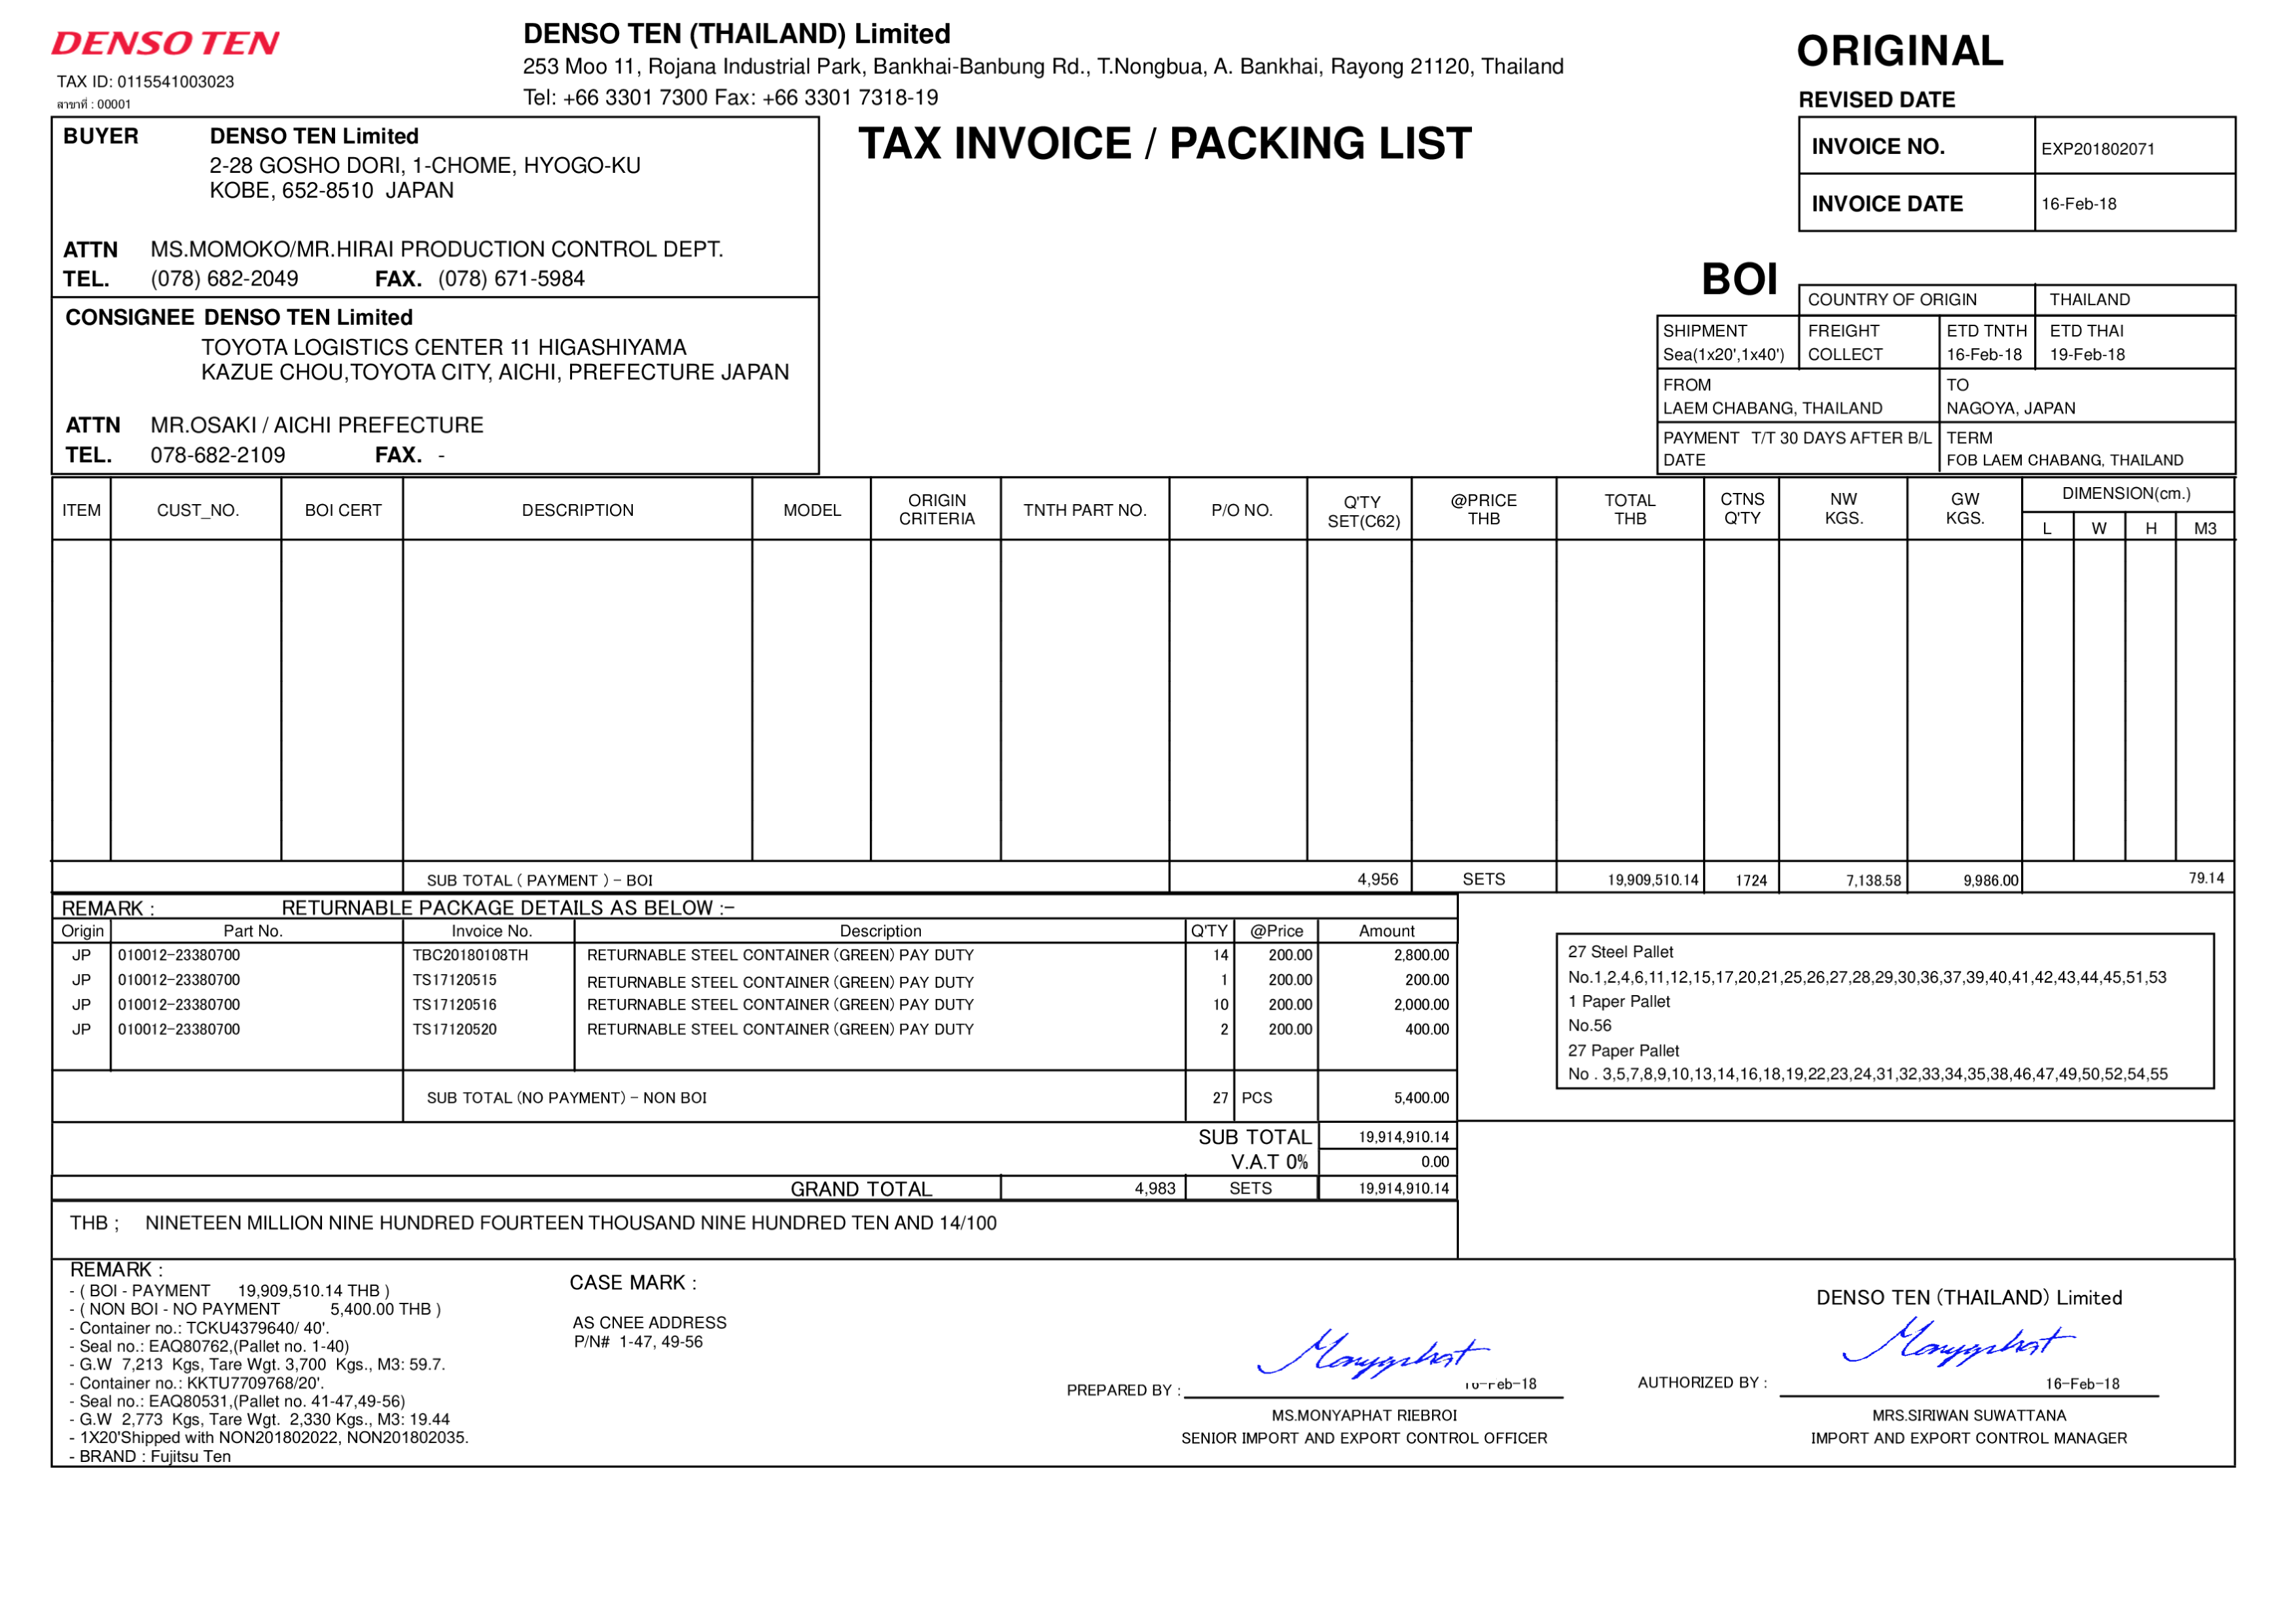 DENSO TEN
TAX ID: 0115541003023
สาขาที่ : 00001
DENSO TEN (THAILAND) Limited
253 Moo 11, Rojana Industrial Park, Bankhai-Banbung Rd., T.Nongbua, A. Bankhai, Rayong 21120, Thailand
Tel: +66 3301 7300 Fax: +66 3301 7318-19
ORIGINAL
REVISED DATE
TAX INVOICE / PACKING LIST
INVOICE NO. EXP201802071
INVOICE DATE 16-Feb-18
BUYER DENSO TEN Limited
2-28 GOSHO DORI, 1-CHOME, HYOGO-KU
KOBE, 652-8510 JAPAN
ATTN MS.MOMOKO/MR.HIRAI PRODUCTION CONTROL DEPT.
TEL. (078) 682-2049 FAX. (078) 671-5984
CONSIGNEE DENSO TEN Limited
TOYOTA LOGISTICS CENTER 11 HIGASHIYAMA
KAZUE CHOU,TOYOTA CITY, AICHI, PREFECTURE JAPAN
ATTN MR.OSAKI / AICHI PREFECTURE
TEL. 078-682-2109 FAX. -
BOI
COUNTRY OF ORIGIN THAILAND
SHIPMENT FREIGHT ETD TNTH ETD THAI
Sea(1x20',1x40') COLLECT 16-Feb-18 19-Feb-18
FROM TO
LAEM CHABANG, THAILAND NAGOYA, JAPAN
PAYMENT T/T 30 DAYS AFTER B/L TERM
DATE FOB LAEM CHABANG, THAILAND
ITEM CUST_NO. BOI CERT DESCRIPTION MODEL ORIGIN CRITERIA TNTH PART NO. P/O NO. Q'TY SET(C62) @PRICE THB TOTAL THB CTNS Q'TY NW KGS. GW KGS. DIMENSION(cm.)
L W H M3
SUB TOTAL ( PAYMENT ) - BOI 4,956 SETS 19,909,510.14 1724 7,138.58 9,986.00 79.14
REMARK : RETURNABLE PACKAGE DETAILS AS BELOW :-
Origin Part No. Invoice No. Description Q'TY @Price Amount
JP 010012-23380700 TBC20180108TH RETURNABLE STEEL CONTAINER (GREEN) PAY DUTY 14 200.00 2,800.00
JP 010012-23380700 TS17120515 RETURNABLE STEEL CONTAINER (GREEN) PAY DUTY 1 200.00 200.00
JP 010012-23380700 TS17120516 RETURNABLE STEEL CONTAINER (GREEN) PAY DUTY 10 200.00 2,000.00
JP 010012-23380700 TS17120520 RETURNABLE STEEL CONTAINER (GREEN) PAY DUTY 2 200.00 400.00
SUB TOTAL (NO PAYMENT) - NON BOI 27 PCS 5,400.00
27 Steel Pallet
No.1,2,4,6,11,12,15,17,20,21,25,26,27,28,29,30,36,37,39,40,41,42,43,44,45,51,53
1 Paper Pallet
No.56
27 Paper Pallet
No . 3,5,7,8,9,10,13,14,16,18,19,22,23,24,31,32,33,34,35,38,46,47,49,50,52,54,55
SUB TOTAL 19,914,910.14
V.A.T 0% 0.00
GRAND TOTAL 4,983 SETS 19,914,910.14
THB ; NINETEEN MILLION NINE HUNDRED FOURTEEN THOUSAND NINE HUNDRED TEN AND 14/100
REMARK :
- ( BOI - PAYMENT 19,909,510.14 THB )
- ( NON BOI - NO PAYMENT 5,400.00 THB )
- Container no.: TCKU4379640/ 40'.
- Seal no.: EAQ80762,(Pallet no. 1-40)
- G.W 7,213 Kgs, Tare Wgt. 3,700 Kgs., M3: 59.7.
- Container no.: KKTU7709768/20'.
- Seal no.: EAQ80531,(Pallet no. 41-47,49-56)
- G.W 2,773 Kgs, Tare Wgt. 2,330 Kgs., M3: 19.44
- 1X20'Shipped with NON201802022, NON201802035.
- BRAND : Fujitsu Ten
CASE MARK :
AS CNEE ADDRESS
P/N# 1-47, 49-56
Monyaphat
PREPARED BY : 16-Feb-18
MS.MONYAPHAT RIEBROI
SENIOR IMPORT AND EXPORT CONTROL OFFICER
DENSO TEN (THAILAND) Limited
Monyaphat
AUTHORIZED BY : 16-Feb-18
MRS.SIRIWAN SUWATTANA
IMPORT AND EXPORT CONTROL MANAGER